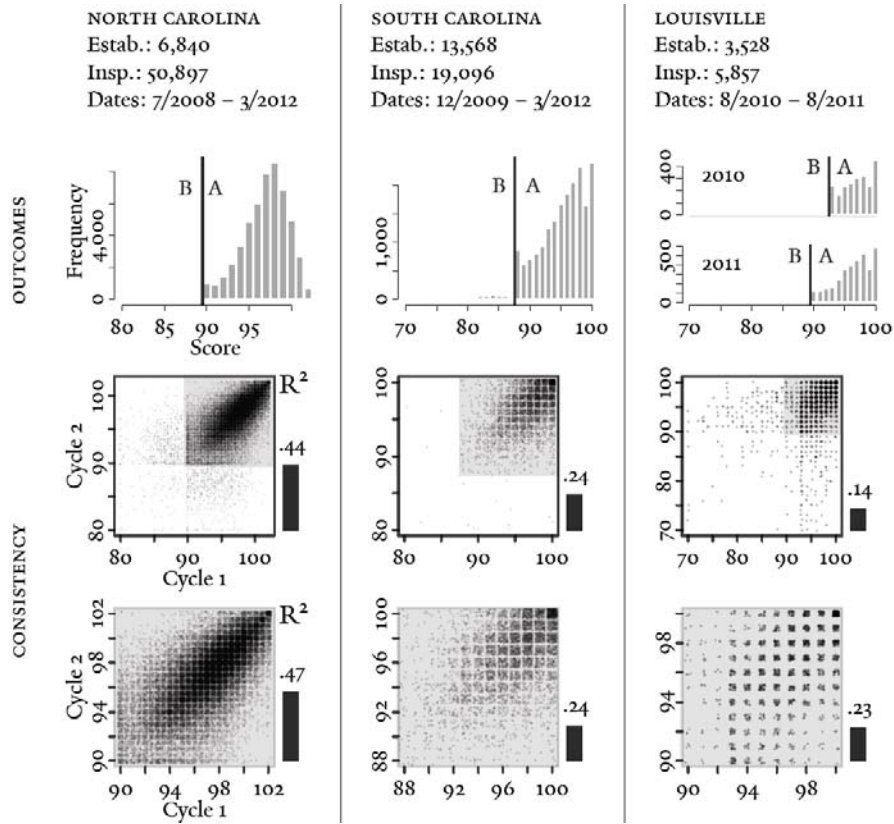 NORTH CAROLINA
Estab.: 6,840
Insp.: 50,897
Dates: 7/2008 – 3/2012
SOUTH CAROLINA
Estab.: 13,568
Insp.: 19,096
Dates: 12/2009 – 3/2012
LOUISVILLE
Estab.: 3,528
Insp.: 5,857
Dates: 8/2010 – 8/2011
OUTCOMES
Frequency
0 4,000
B A
80 85 90 95
Score
0 1,000
B A
70 80 90 100
0 400
2010
B A
0 500
2011
B A
70 80 90 100
CONSISTENCY
Cycle 2
80 90 100
R²
.44
80 90 100
Cycle 1
80 90 100
.24
80 90 100
70 80 90 100
.14
70 80 90 100
Cycle 2
90 94 98 102
R²
.47
90 94 98 102
Cycle 1
88 92 96 100
.24
88 92 96 100
90 94 98
.23
90 94 98